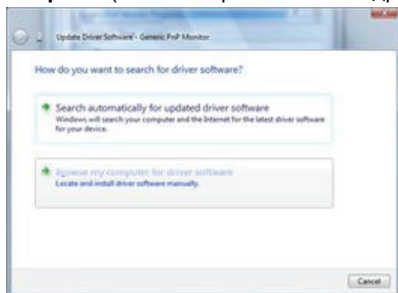 Update Driver Software - Generic PnP Monitor
How do you want to search for driver software?
Search automatically for updated driver software
Windows will search your computer and the Internet for the latest driver software
for your device.
Browse my computer for driver software
Locate and install driver software manually.
Cancel